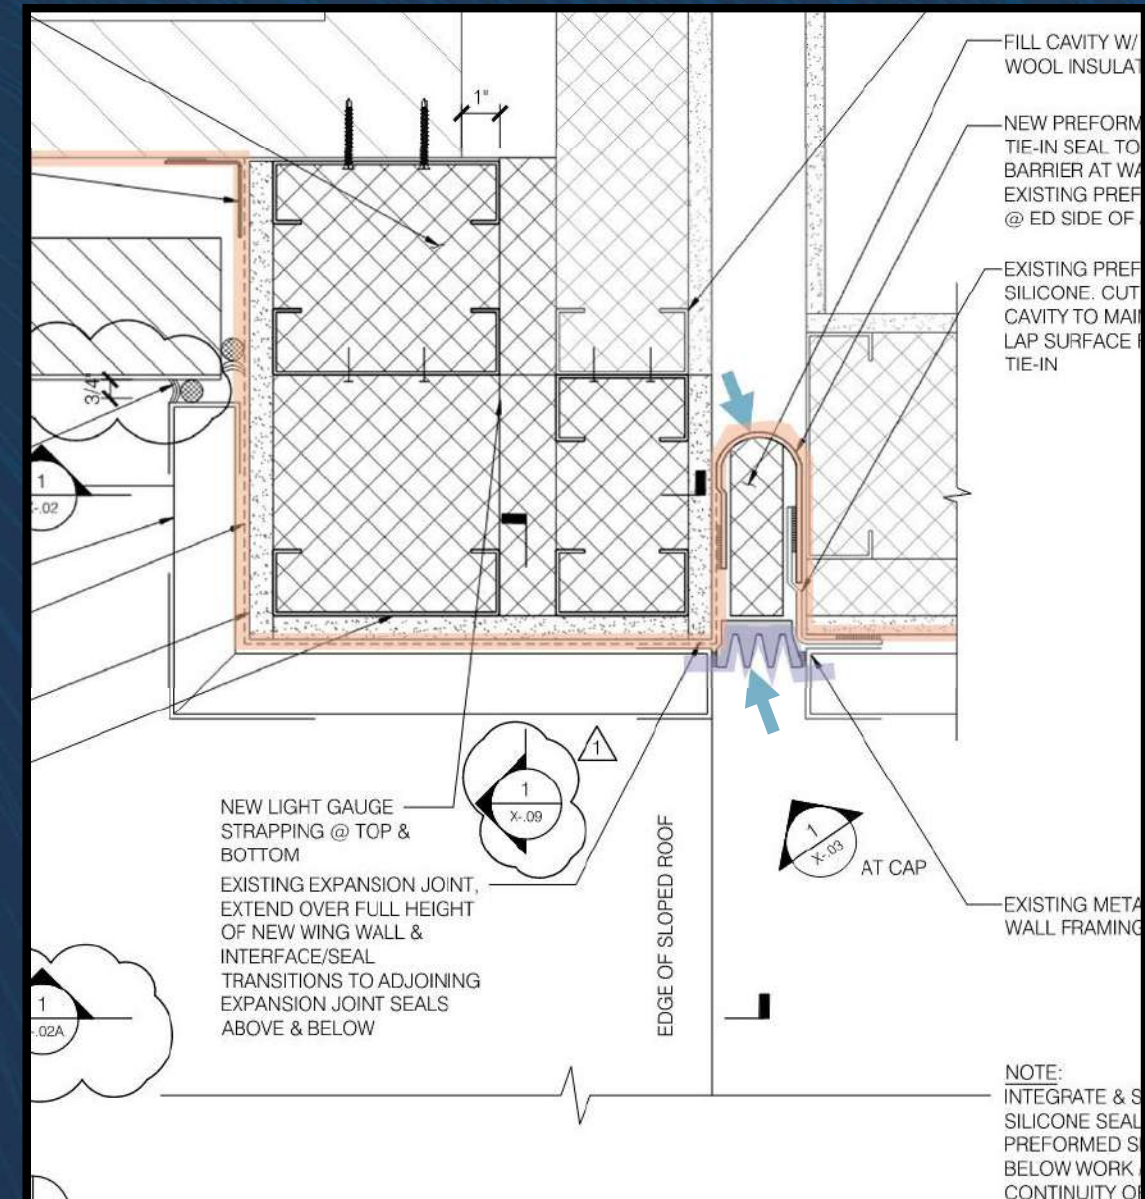 1"
FILL CAVITY W/
WOOL INSULAT
NEW PREFORM
TIE-IN SEAL TO
BARRIER AT WA
EXISTING PREF
@ ED SIDE OF
EXISTING PREF
SILICONE. CUT
CAVITY TO MAI
LAP SURFACE
TIE-IN
3/4"
1
X-.02
NEW LIGHT GAUGE
STRAPPING @ TOP &
BOTTOM
EXISTING EXPANSION JOINT,
EXTEND OVER FULL HEIGHT
OF NEW WING WALL &
INTERFACE/SEAL
TRANSITIONS TO ADJOINING
EXPANSION JOINT SEALS
ABOVE & BELOW
1
X-.09
1
EDGE OF SLOPED ROOF
1
X-.03
AT CAP
EXISTING META
WALL FRAMING
1
-.02A
NOTE:
INTEGRATE & S
SILICONE SEAL
PREFORMED S
BELOW WORK
CONTINUITY OF